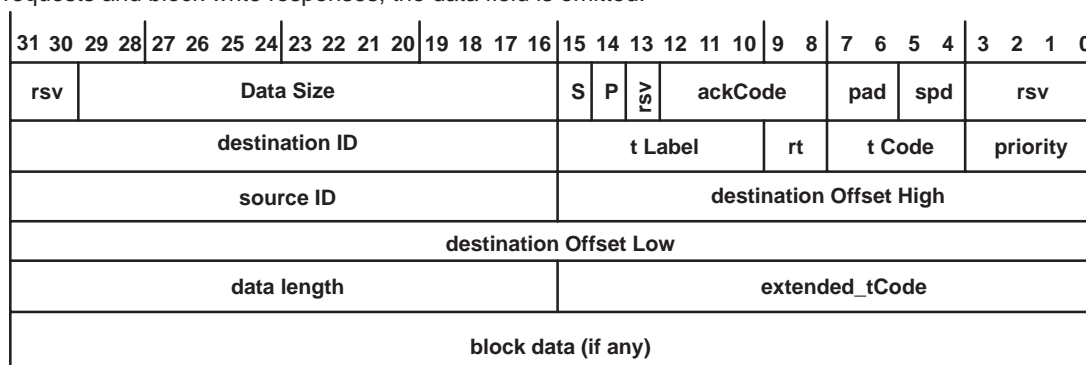 requests and block write responses, the data field is omitted.
31 30 29 28 27 26 25 24 23 22 21 20 19 18 17 16 15 14 13 12 11 10 9 8 7 6 5 4 3 2 1 0
rsv Data Size S P rsv ackCode pad spd rsv
destination ID t Label rt t Code priority
source ID destination Offset High
destination Offset Low
data length extended_tCode
block data (if any)